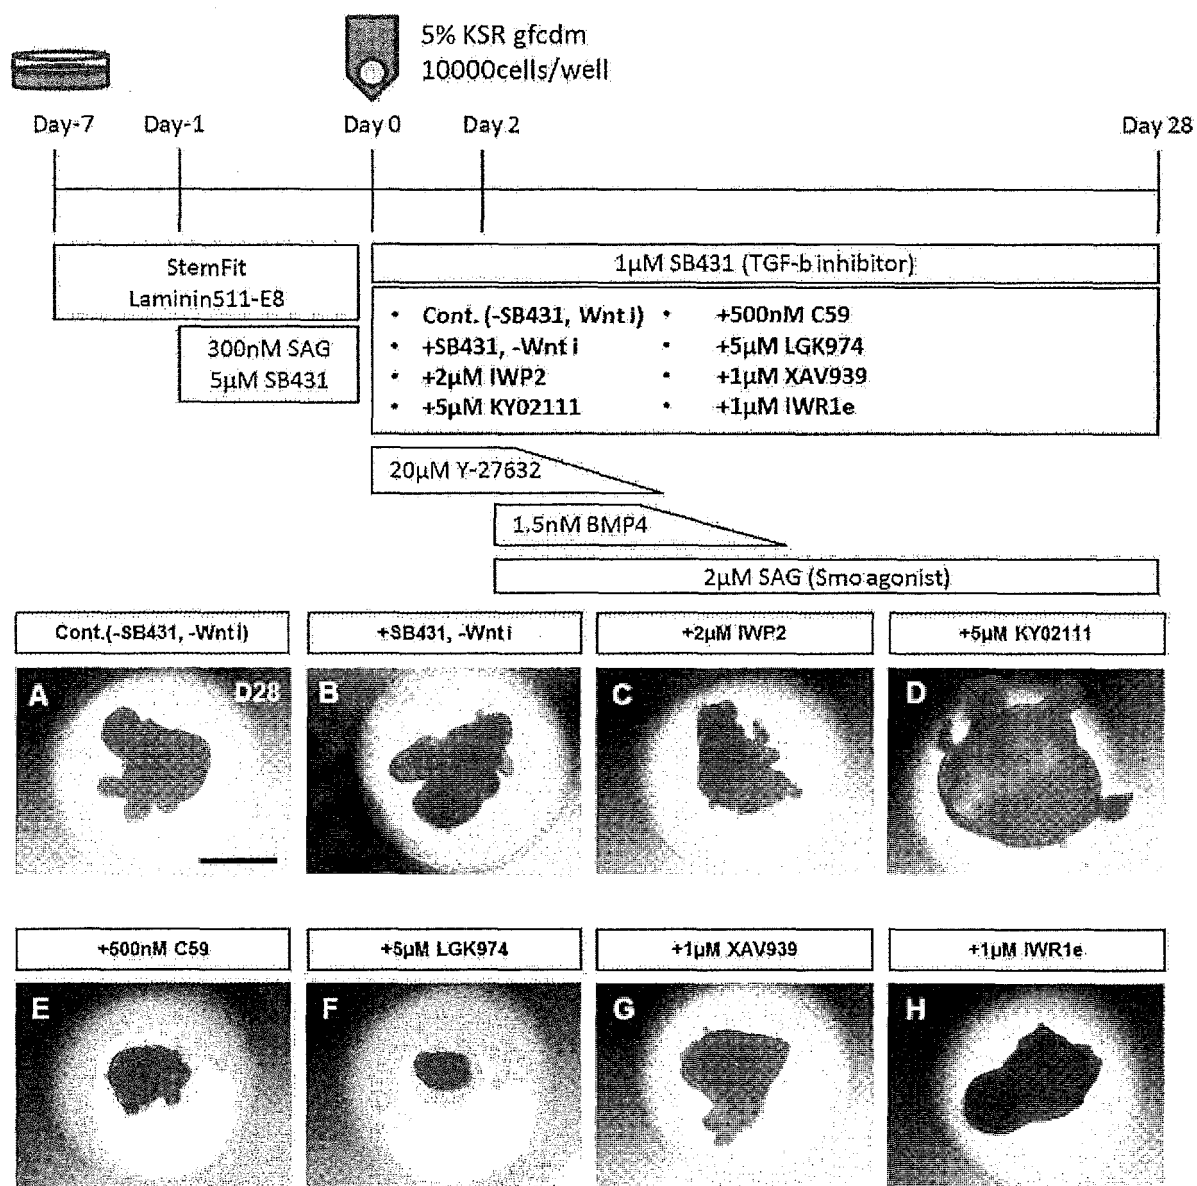 5% KSR gfcdm
10000cells/well
Day-7 Day-1 Day 0 Day 2 Day 28
StemFit
Laminin511-E8
300nM SAG
5µM SB431
1µM SB431 (TGF-b inhibitor)
• Cont. (-SB431, Wnt i) • +500nM C59
• +SB431, -Wnt i • +5µM LGK974
• +2µM IWP2 • +1µM XAV939
• +5µM KY02111 • +1µM IWR1e
20µM Y-27632
1.5nM BMP4
2µM SAG (Smo agonist)
Cont.(-SB431, -Wnti) +SB431, -Wnti +2µM IWP2 +5µM KY02111
A D28 B C D
+500nM C59 +5µM LGK974 +1µM XAV939 +1µM IWR1e
E F G H